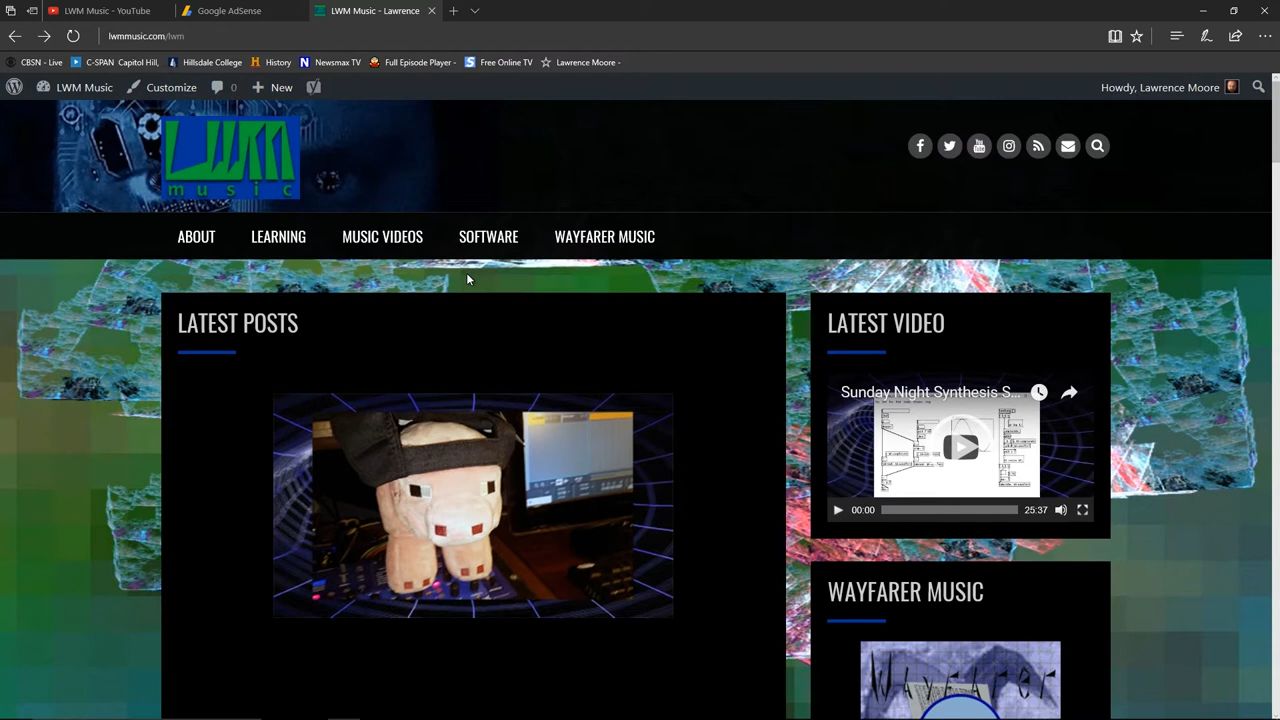 LWM Music - YouTube
Google AdSense
LWM Music - Lawrence
lwmmusic.com/lwm
CBSN - Live
C-SPAN Capitol Hill,
Hillsdale College
History
Newsmax TV
Full Episode Player -
Free Online TV
Lawrence Moore -
LWM Music
Customize
0
New
Howdy, Lawrence Moore
LWM
music
ABOUT
LEARNING
MUSIC VIDEOS
SOFTWARE
WAYFARER MUSIC
LATEST POSTS
LATEST VIDEO
Sunday Night Synthesis S...
00:00
25:37
WAYFARER MUSIC
Wayfarer